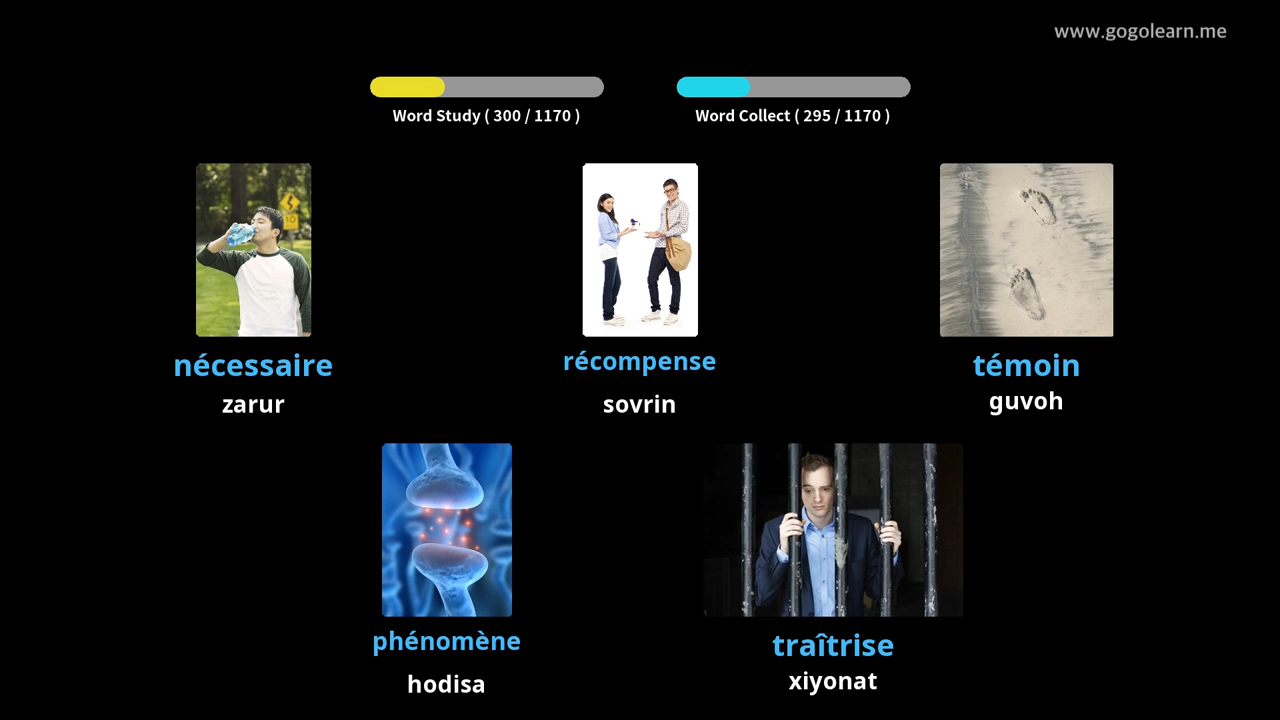 www.gogolearn.me
Word Study ( 300 / 1170 )
Word Collect ( 295 / 1170 )
nécessaire
zarur
récompense
sovrin
témoin
guvoh
phénomène
hodisa
traîtrise
xiyonat